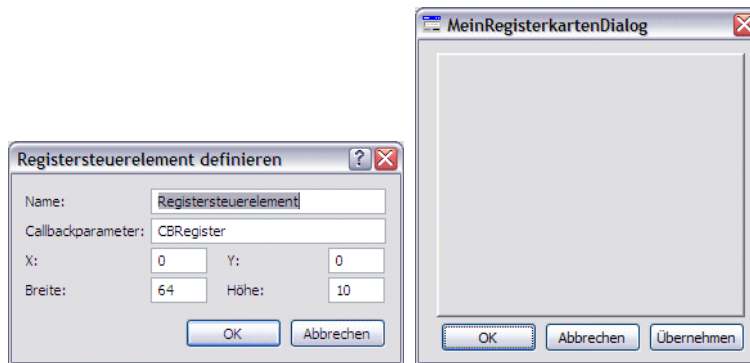 MeinRegisterkartenDialog
Registersteuerelement definieren
Name: Registersteuerelement
Callbackparameter: CBRegister
X: 0 Y: 0
Breite: 64 Höhe: 10
OK Abbrechen
OK Abbrechen Übernehmen